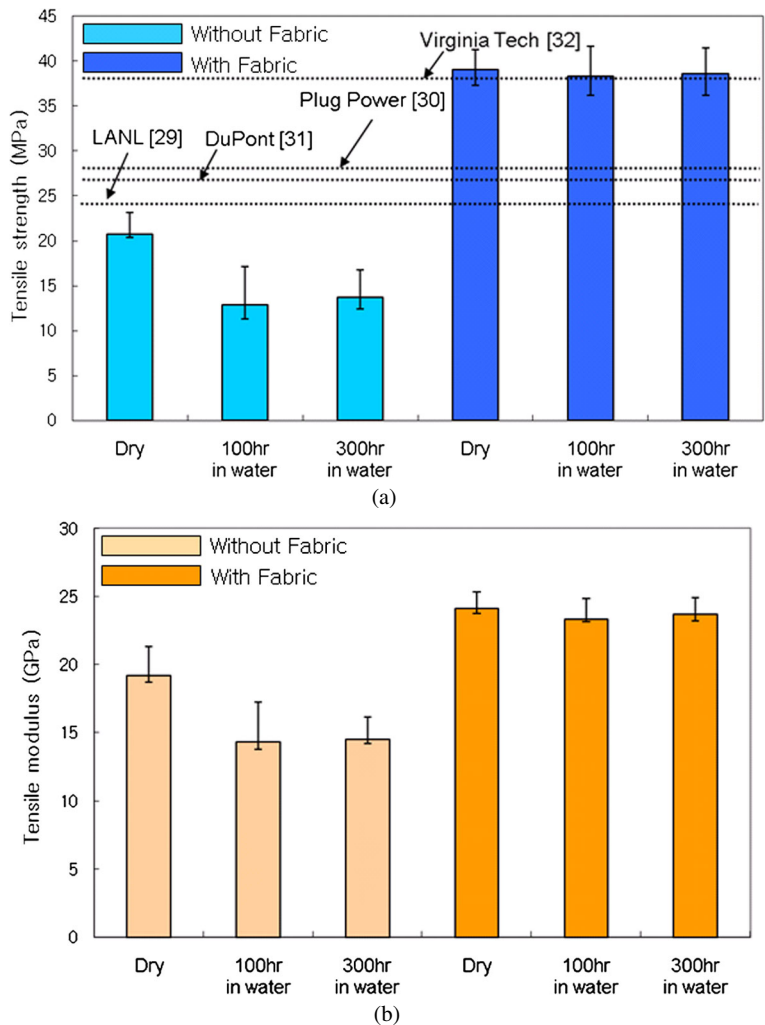 45
40
35
30
25
20
15
10
5
0
Tensile strength (MPa)
Without Fabric
With Fabric
Virginia Tech [32]
Plug Power [30]
LANL [29]
DuPont [31]
Dry
100hr
in water
300hr
in water
Dry
100hr
in water
300hr
in water
(a)
30
25
20
15
10
5
0
Tensile modulus (GPa)
Without Fabric
With Fabric
Dry
100hr
in water
300hr
in water
Dry
100hr
in water
300hr
in water
(b)